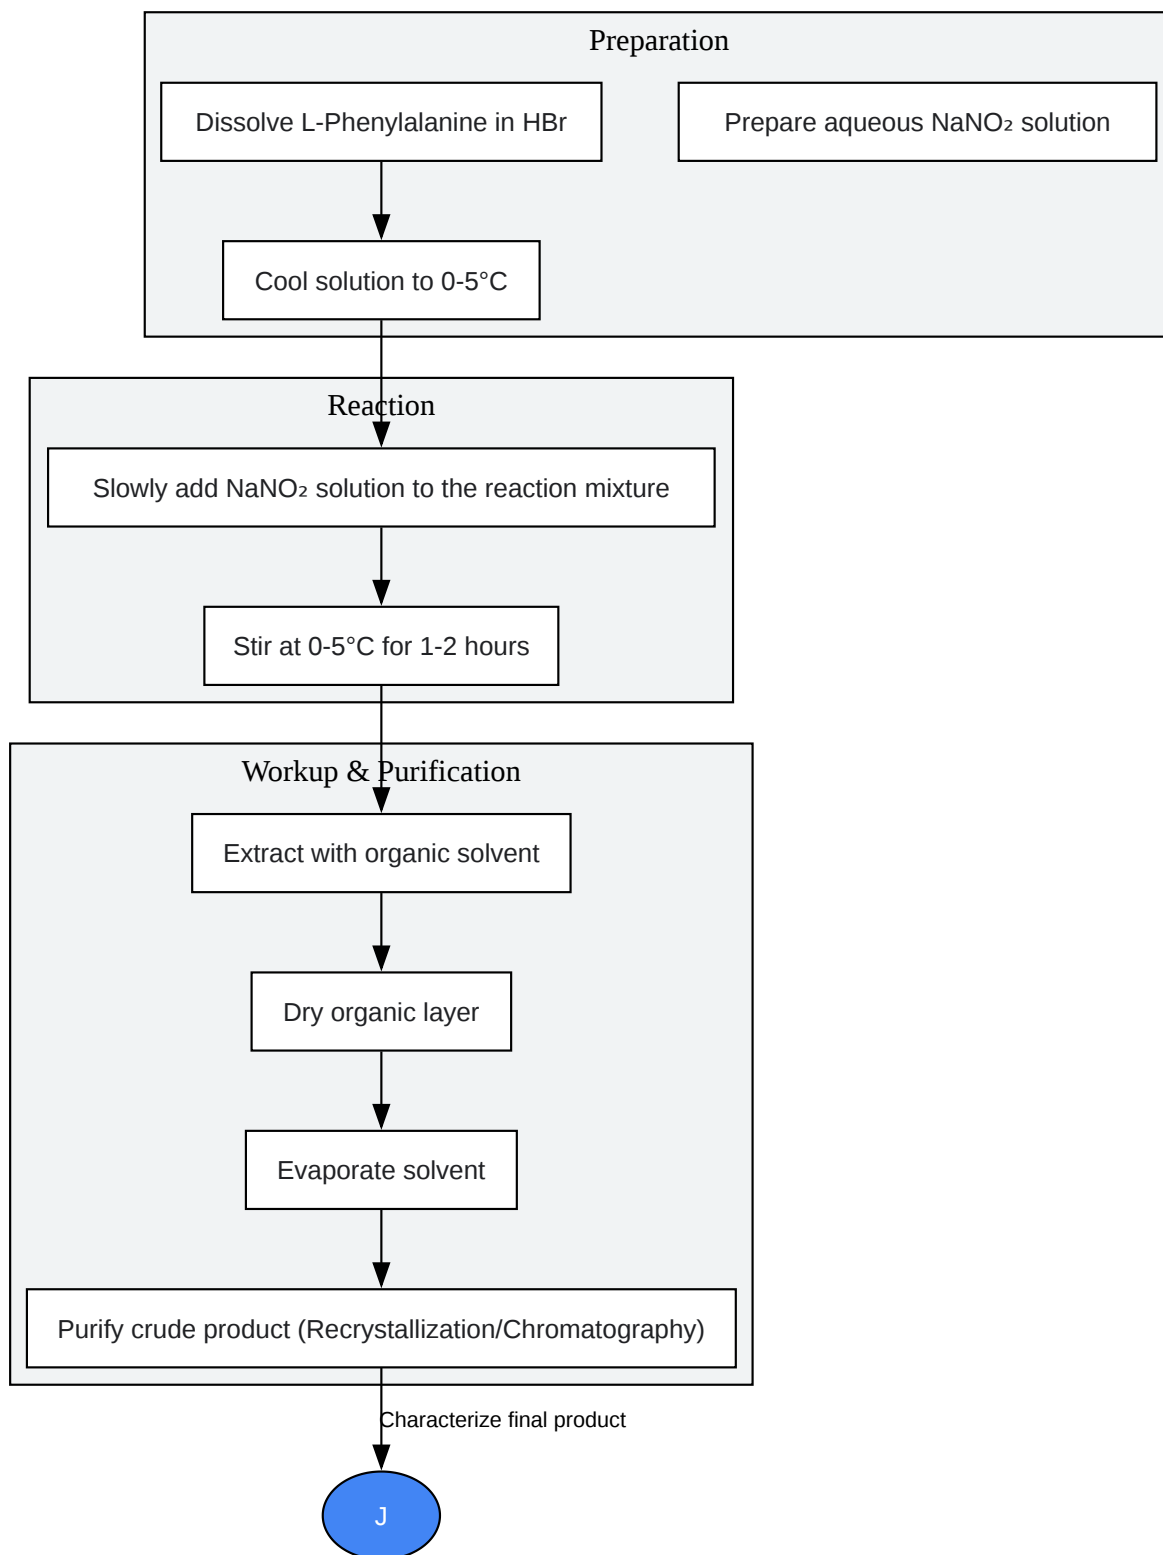 Preparation
Dissolve L-Phenylalanine in HBr
Prepare aqueous NaNO₂ solution
Cool solution to 0-5°C
Reaction
Slowly add NaNO₂ solution to the reaction mixture
Stir at 0-5°C for 1-2 hours
Workup & Purification
Extract with organic solvent
Dry organic layer
Evaporate solvent
Purify crude product (Recrystallization/Chromatography)
Characterize final product
J